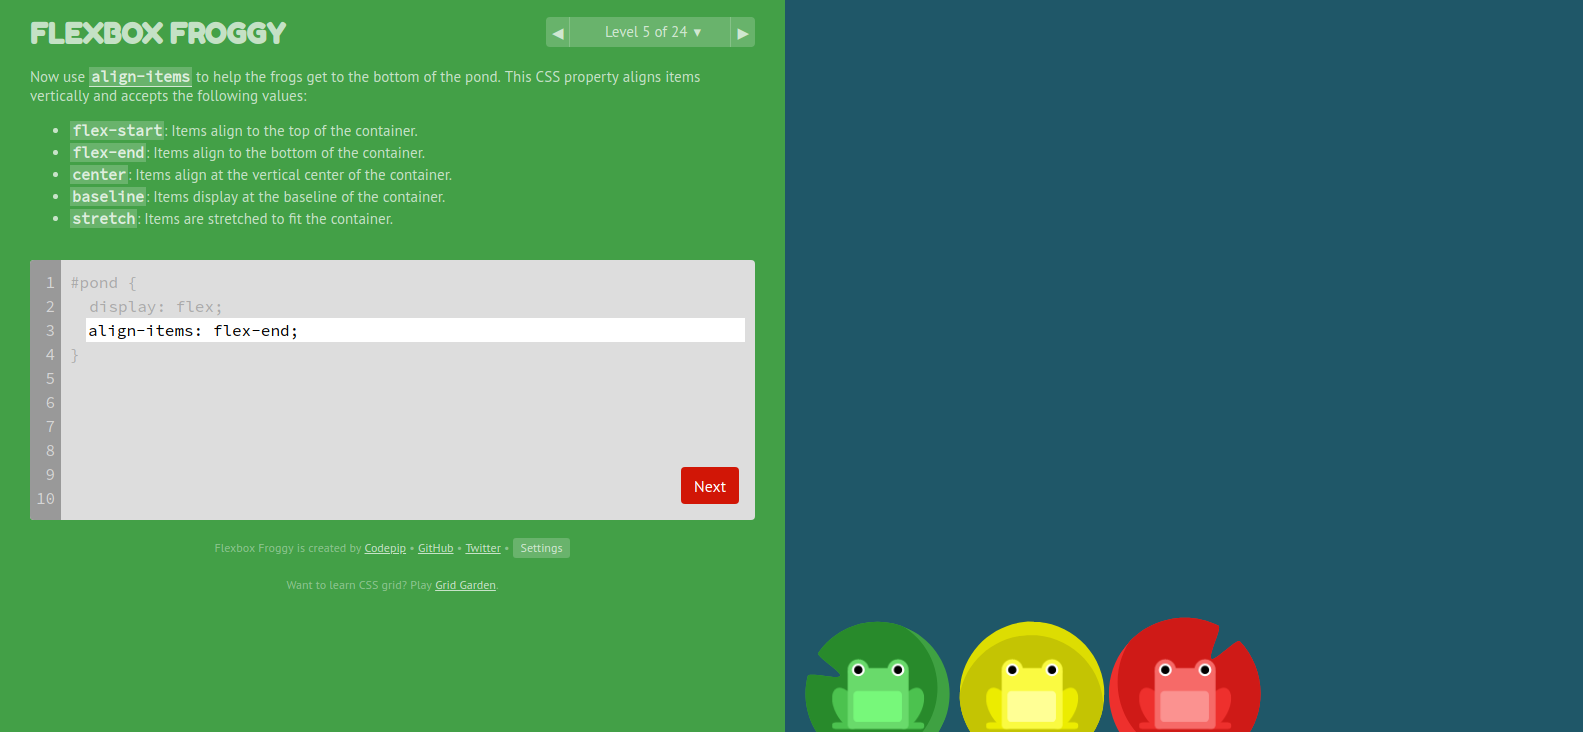 FLEXBOX FROGGY
◀ Level 5 of 24 ▼ ▶
Now use align-items to help the frogs get to the bottom of the pond. This CSS property aligns items
vertically and accepts the following values:
• flex-start: Items align to the top of the container.
• flex-end: Items align to the bottom of the container.
• center: Items align at the vertical center of the container.
• baseline: Items display at the baseline of the container.
• stretch: Items are stretched to fit the container.
1 #pond {
2 display: flex;
3 align-items: flex-end;
4 }
5
6
7
8
9
10
Next
Flexbox Froggy is created by Codepip • GitHub • Twitter • Settings
Want to learn CSS grid? Play Grid Garden.